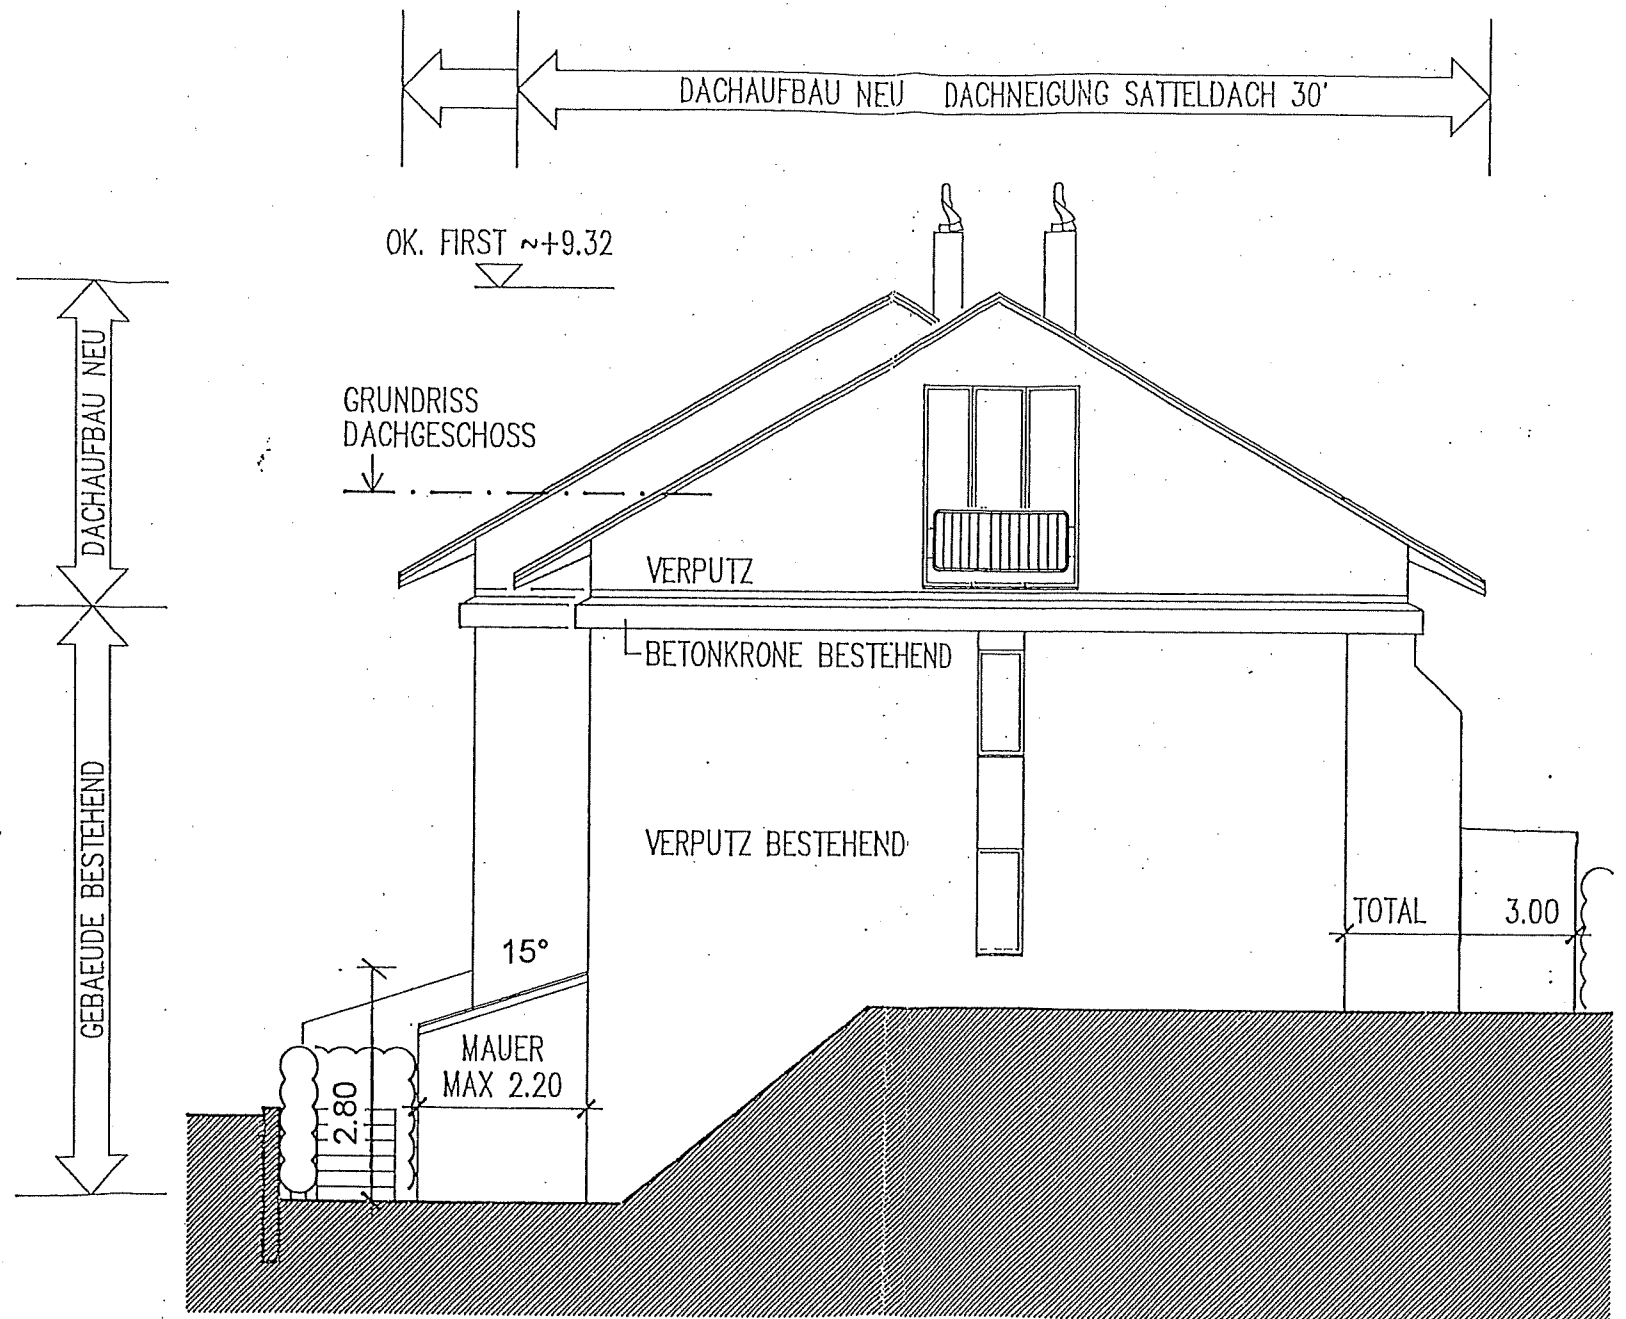 DACHAUFBAU NEU DACHNEIGUNG SATTELDACH 30'
OK. FIRST ~+9.32
DACHAUFBAU NEU
GRUNDRISS
DACHGESCHOSS
VERPUTZ
BETONKRONE BESTEHEND
GEBAEUDE BESTEHEND
VERPUTZ BESTEHEND
TOTAL 3.00
15°
MAUER
MAX 2.20
2.80